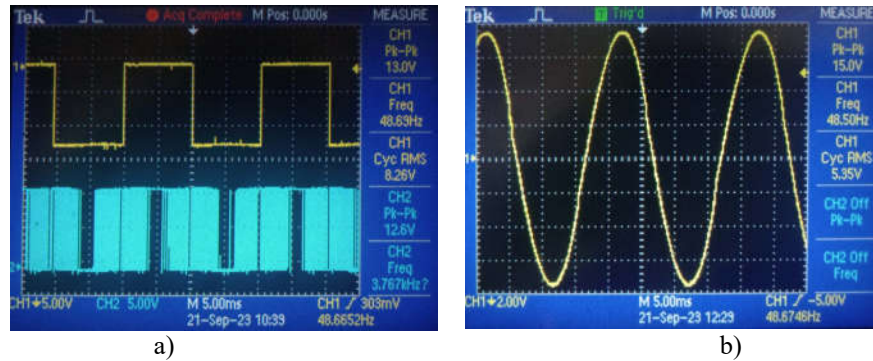 Tek Acq Complete M Pos: 0.000s MEASURE
CH1
Pk-Pk
13.0V
CH1
Freq
48.69Hz
CH1
Cyc RMS
8.26V
CH2
Pk-Pk
12.6V
CH2
Freq
3.767kHz?
1
2
CH1 5.00V CH2 5.00V M 5.00ms CH1 303mV
21-Sep-23 10:39 48.6652Hz
a)
Tek Trig'd M Pos: 0.000s MEASURE
CH1
Pk-Pk
15.0V
CH1
Freq
48.50Hz
CH1
Cyc RMS
5.35V
CH2 Off
Pk-Pk
CH2 Off
Freq
1
CH1 2.00V M 5.00ms CH1 -5.00V
21-Sep-23 12:29 48.6746Hz
b)